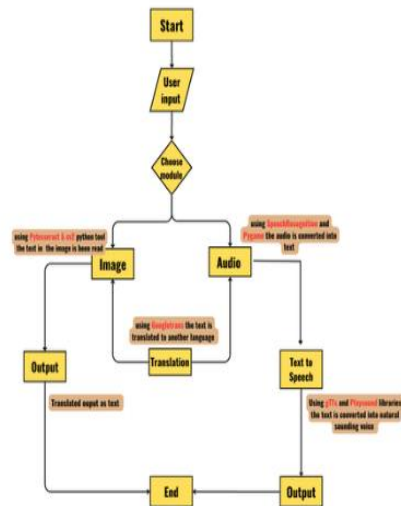 Start
User
input
Choose
module
using Pytesserract & cv2 python tool
the text in the image is been read
using SpeechRecognition and
Pygame the audio is converted into
text
Image
Audio
using Googletrans the text is
translated to another language
Translation
Output
Text to
Speech
Translated ouput as text
Using gTTs and Playsound libraries
the text is converted into natural
sounding voice
End
Output